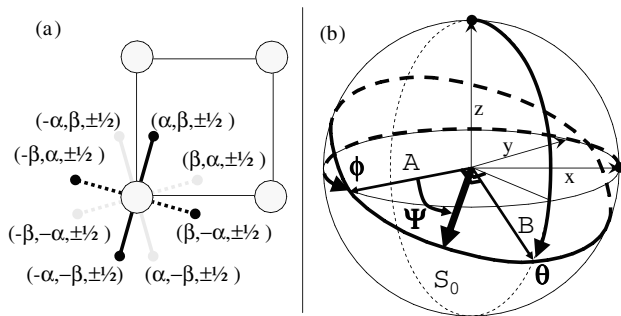 (a)
(-α,β,±½ )
(α,β,±½ )
(-β,α,±½ )
(β,α,±½ )
(-β,−α,±½ )
(β,-α,±½ )
(-α,−β,±½ )
(α,-β,±½ )
(b)
z
y
x
A
ϕ
Ψ
B
θ
S₀